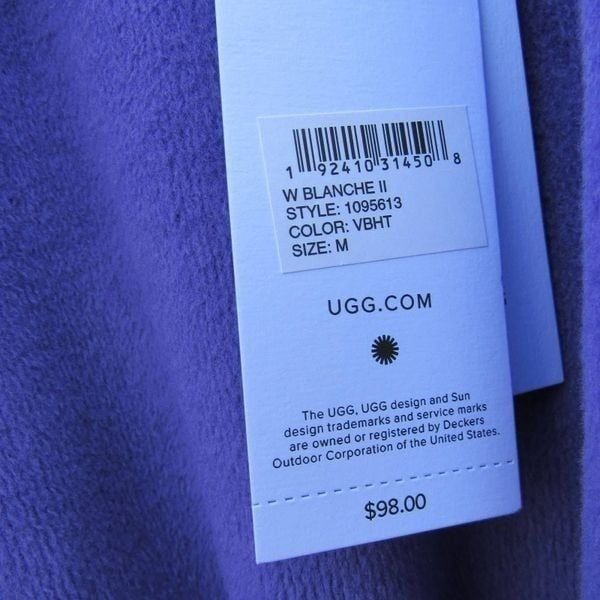 1 92410 31450 8
W BLANCHE II
STYLE: 1095613
COLOR: VBHT
SIZE: M
UGG.COM
The UGG, UGG design and Sun
design trademarks and service marks
are owned or registered by Deckers
Outdoor Corporation of the United States.
$98.00